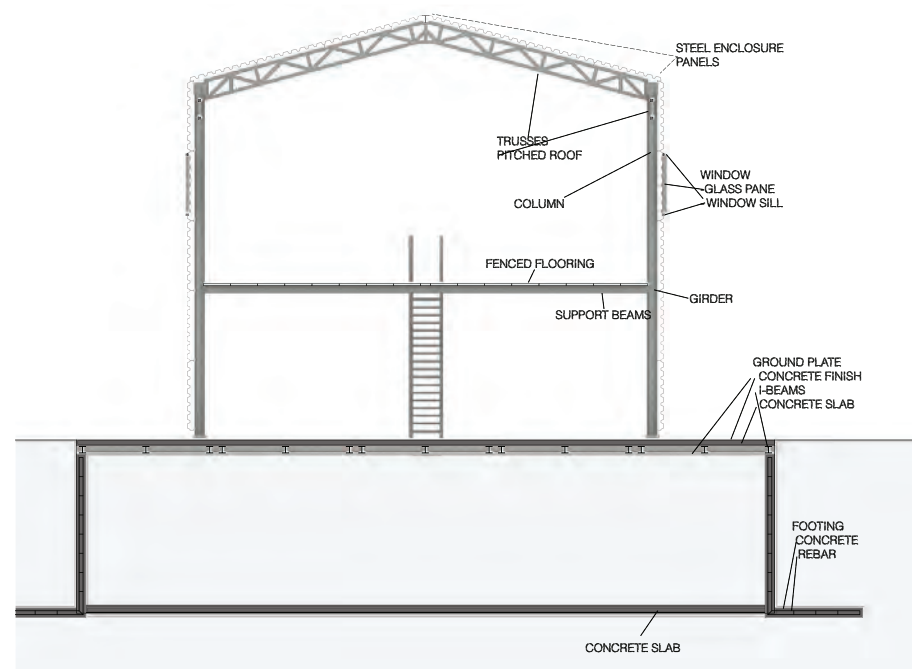 STEEL ENCLOSURE
PANELS
TRUSSES
PITCHED ROOF
WINDOW
GLASS PANE
WINDOW SILL
COLUMN
FENCED FLOORING
GIRDER
SUPPORT BEAMS
GROUND PLATE
CONCRETE FINISH
I-BEAMS
CONCRETE SLAB
FOOTING
CONCRETE
REBAR
CONCRETE SLAB